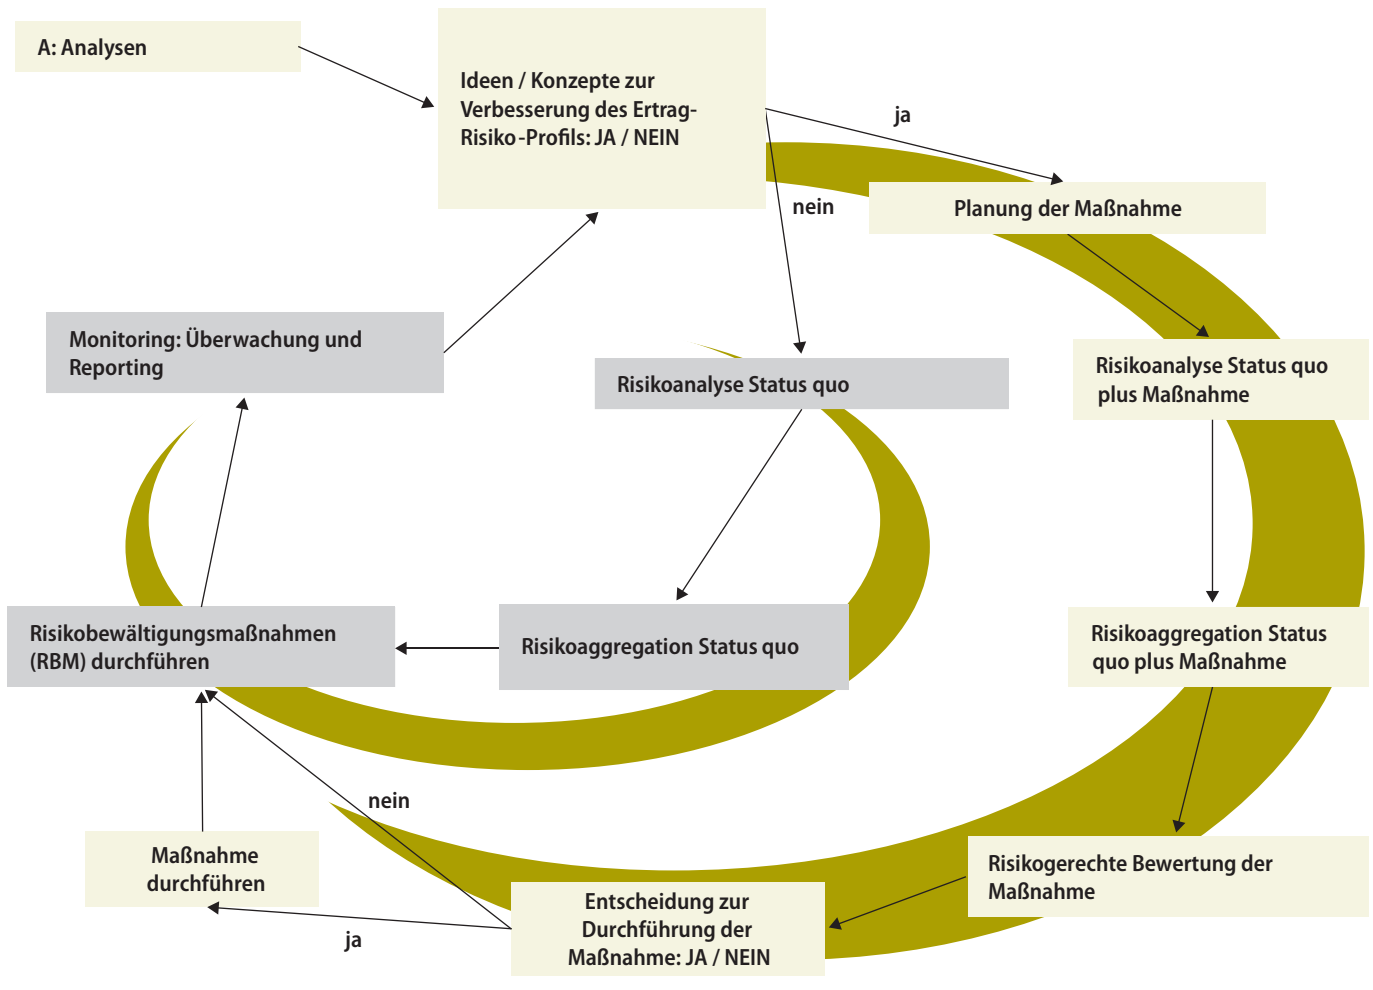 A: Analysen
Ideen / Konzepte zur
Verbesserung des Ertrag-
Risiko-Profils: JA / NEIN
ja
nein
Planung der Maßnahme
Monitoring: Überwachung und
Reporting
Risikoanalyse Status quo
Risikoanalyse Status quo
plus Maßnahme
Risikobewältigungsmaßnahmen
(RBM) durchführen
Risikoaggregation Status quo
Risikoaggregation Status
quo plus Maßnahme
nein
Maßnahme
durchführen
Risikogerechte Bewertung der
Maßnahme
Entscheidung zur
Durchführung der
Maßnahme: JA / NEIN
ja